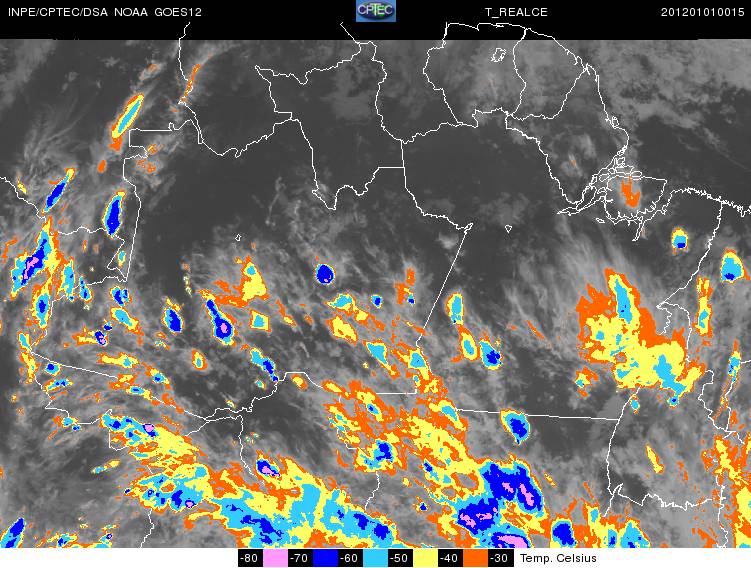 INPE/CPTEC/DSA NOAA GOES12 CPTEC T_REALCE 201201010015
-80 -70 -60 -50 -40 -30 Temp. Celsius